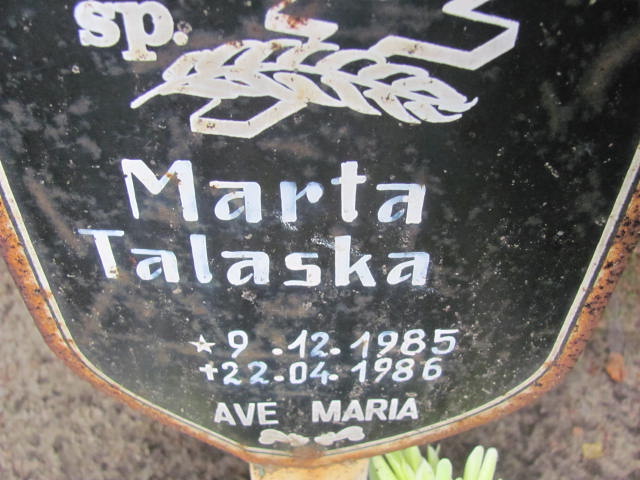 sp.
Marta
Talaska
* 9.12.1985
+22.04.1986
AVE MARIA